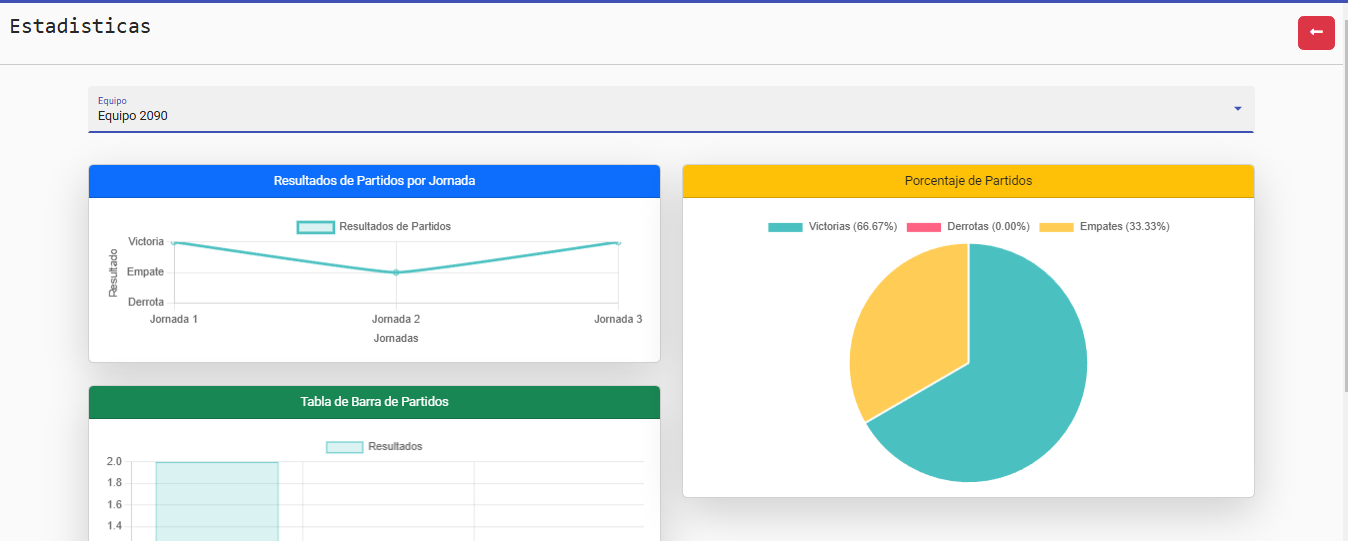 Estadisticas
Equipo
Equipo 2090
Resultados de Partidos por Jornada
Resultados de Partidos
Resultado
Victoria
Empate
Derrota
Jornada 1 Jornada 2 Jornada 3
Jornadas
Porcentaje de Partidos
Victorias (66.67%) Derrotas (0.00%) Empates (33.33%)
Tabla de Barra de Partidos
Resultados
2.0
1.8
1.6
1.4